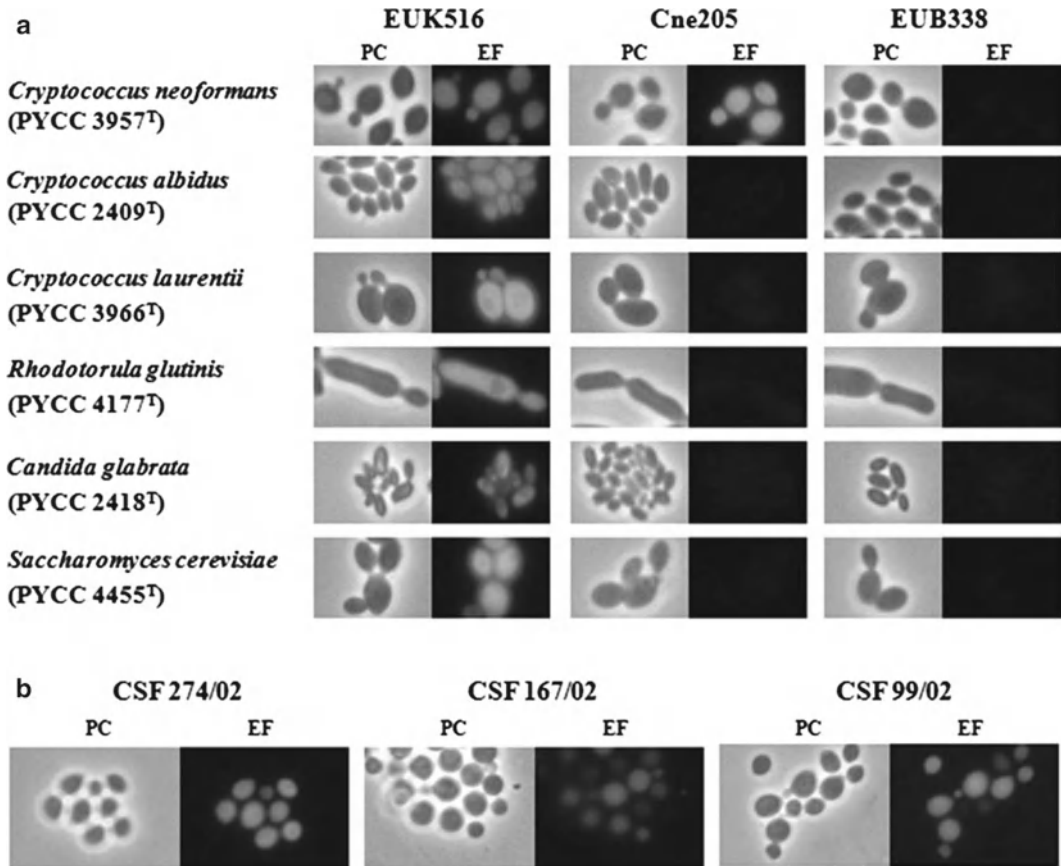 a
EUK516 Cne205 EUB338
PC EF PC EF PC EF
Cryptococcus neoformans
(PYCC 3957ᵀ)
Cryptococcus albidus
(PYCC 2409ᵀ)
Cryptococcus laurentii
(PYCC 3966ᵀ)
Rhodotorula glutinis
(PYCC 4177ᵀ)
Candida glabrata
(PYCC 2418ᵀ)
Saccharomyces cerevisiae
(PYCC 4455ᵀ)
b
CSF 274/02 CSF 167/02 CSF 99/02
PC EF PC EF PC EF